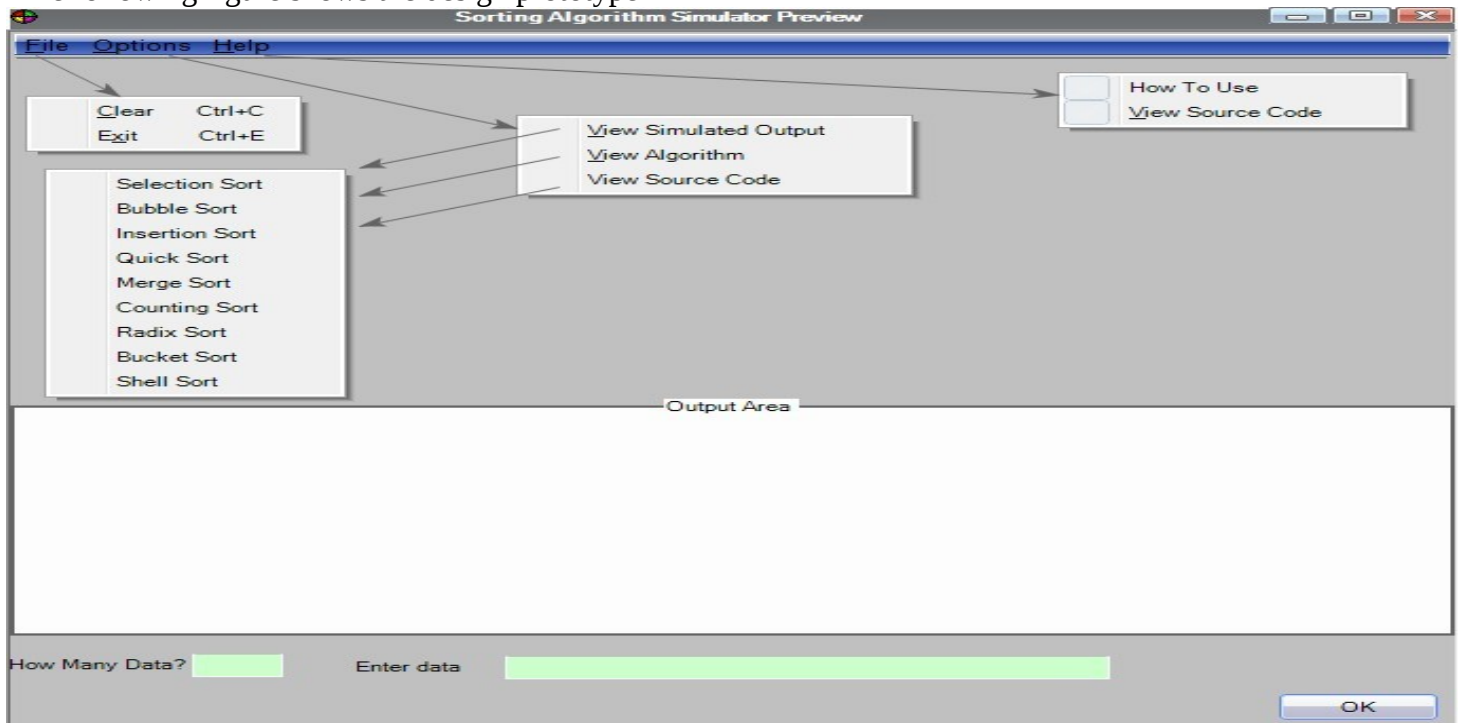 Sorting Algorithm Simulator Preview
File Options Help
Clear Ctrl+C
Exit Ctrl+E
View Simulated Output
View Algorithm
View Source Code
How To Use
View Source Code
Selection Sort
Bubble Sort
Insertion Sort
Quick Sort
Merge Sort
Counting Sort
Radix Sort
Bucket Sort
Shell Sort
Output Area
How Many Data? Enter data
OK